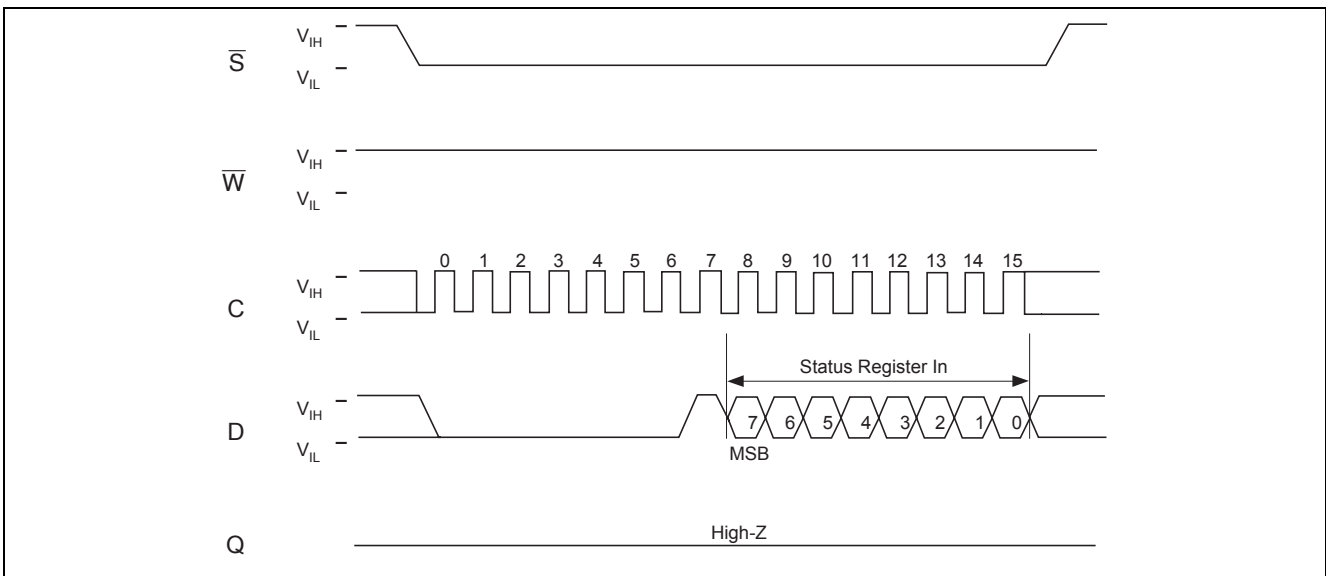 V_IH
S̅
V_IL
V_IH
W̅
V_IL
0 1 2 3 4 5 6 7 8 9 10 11 12 13 14 15
V_IH
C
V_IL
Status Register In
V_IH
D
7 6 5 4 3 2 1 0
V_IL
MSB
High-Z
Q